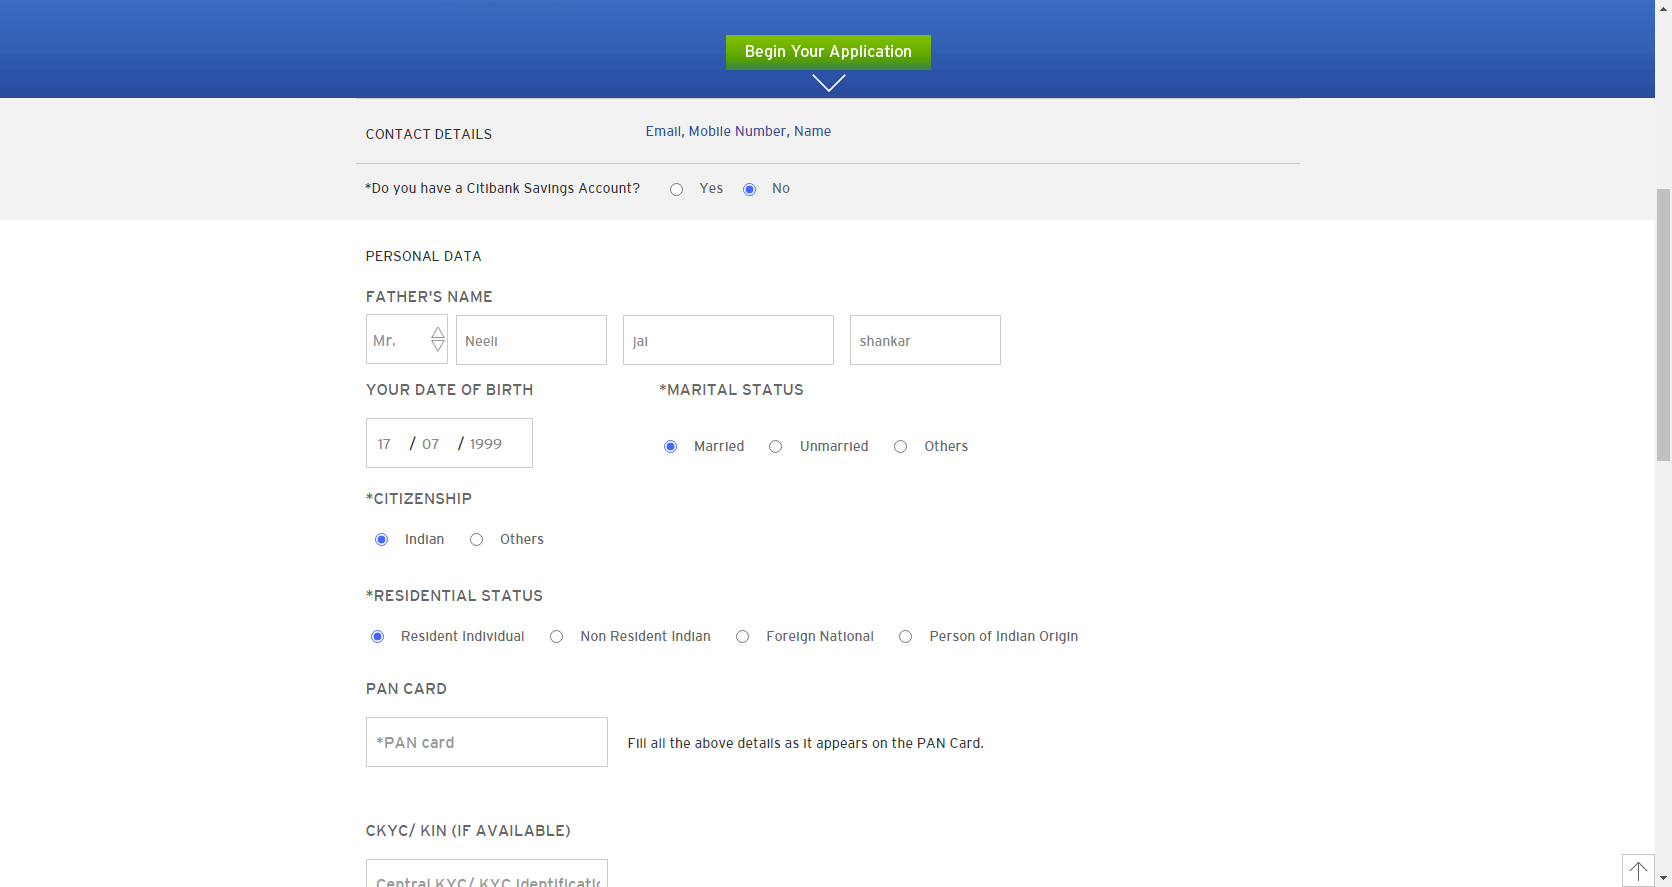 Begin Your Application
CONTACT DETAILS
Email, Mobile Number, Name
*Do you have a Citibank Savings Account? Yes No
PERSONAL DATA
FATHER'S NAME
Mr. Neeli jai shankar
YOUR DATE OF BIRTH *MARITAL STATUS
17 / 07 / 1999 Married Unmarried Others
*CITIZENSHIP
Indian Others
*RESIDENTIAL STATUS
Resident Individual Non Resident Indian Foreign National Person of Indian Origin
PAN CARD
*PAN card Fill all the above details as it appears on the PAN Card.
CKYC/ KIN (IF AVAILABLE)
Central KYC/ KYC